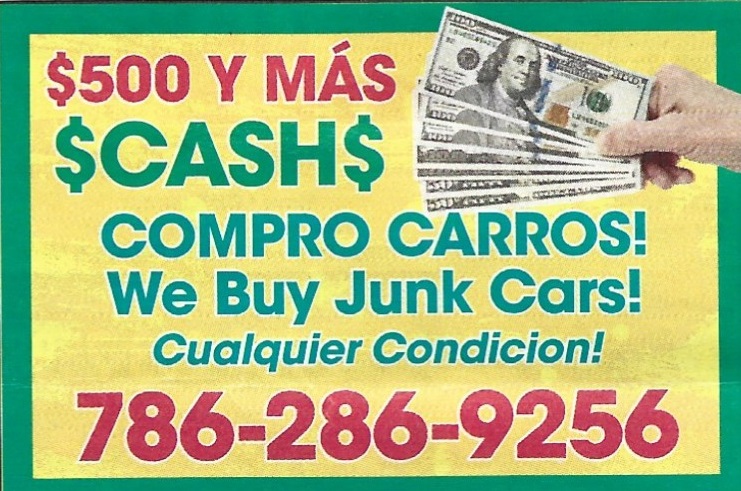 $500 Y MÁS
$CASH$
COMPRO CARROS!
We Buy Junk Cars!
Cualquier Condicion!
786-286-9256